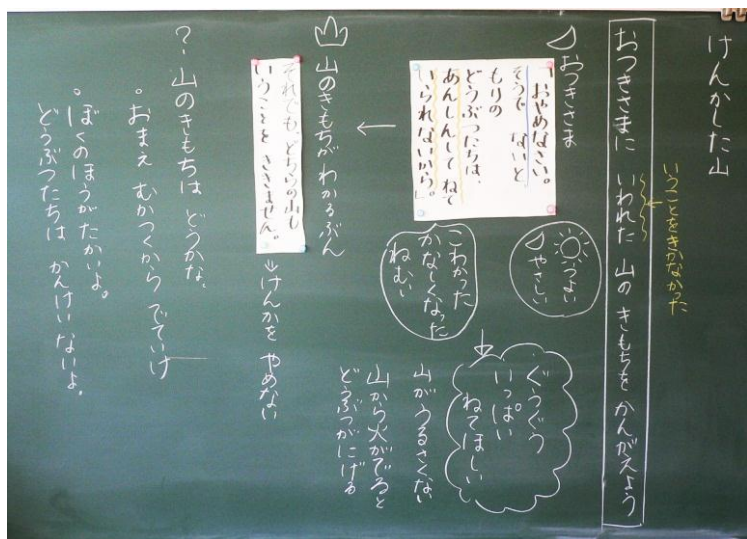 けんかした山
いうことをきかなかった
おつきさまに いわれた 山の きもちを かんがえよう
つよい
やさしい
ぐうぐう
いっぱい
ねてほしい
山がうるさくない
山から火がでると
どうぶつがにげる
おつきさま
「おやめなさい。
そうで ないと
もりの
どうぶつたちは、
あんしんして ねて
いられないから。」
こわかった
かなしくなった
ねむい
山のきもちが わかるぶん
それでも、どちらの山も
いうことを ききません。
⇒けんかを やめない
?・山のきもちは どうかな。
・おまえ むかつくから でていけ
・ぼくのほうがたかいよ。
どうぶつたちは かんけいないよ。